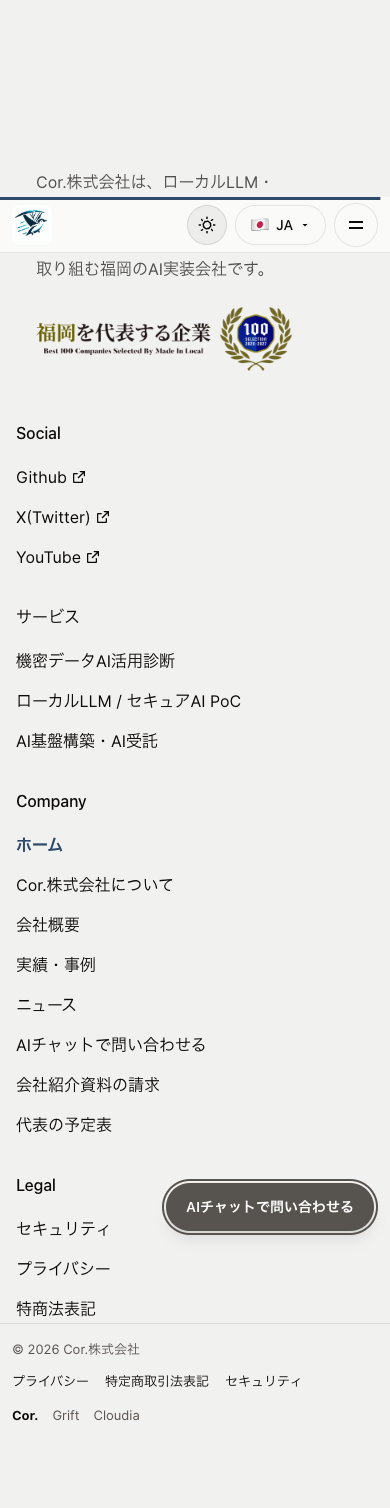 Cor.株式会社は、ローカルLLM・
JA
取り組む福岡のAI実装会社です。
福岡を代表する企業
Best 100 Companies Selected By Made In Local
100
SELECTION
Social
Github
X(Twitter)
YouTube
サービス
機密データAI活用診断
ローカルLLM / セキュアAI PoC
AI基盤構築・AI受託
Company
ホーム
Cor.株式会社について
会社概要
実績・事例
ニュース
AIチャットで問い合わせる
会社紹介資料の請求
代表の予定表
Legal
AIチャットで問い合わせる
セキュリティ
プライバシー
特商法表記
© 2026 Cor.株式会社
プライバシー 特定商取引法表記 セキュリティ
Cor. Grift Cloudia